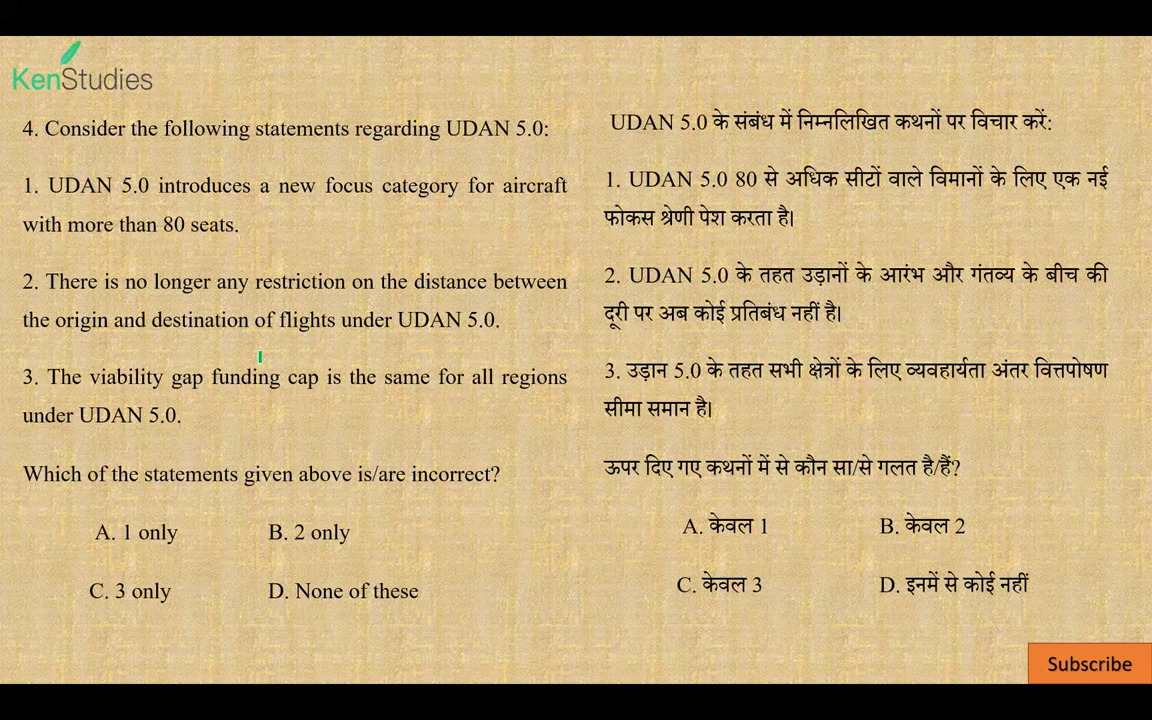 KenStudies
4. Consider the following statements regarding UDAN 5.0:
1. UDAN 5.0 introduces a new focus category for aircraft
with more than 80 seats.
2. There is no longer any restriction on the distance between
the origin and destination of flights under UDAN 5.0.
3. The viability gap funding cap is the same for all regions
under UDAN 5.0.
Which of the statements given above is/are incorrect?
A. 1 only B. 2 only
C. 3 only D. None of these
UDAN 5.0 के संबंध में निम्नलिखित कथनों पर विचार करें:
1. UDAN 5.0 80 से अधिक सीटों वाले विमानों के लिए एक नई
फोकस श्रेणी पेश करता है।
2. UDAN 5.0 के तहत उड़ानों के आरंभ और गंतव्य के बीच की
दूरी पर अब कोई प्रतिबंध नहीं है।
3. उड़ान 5.0 के तहत सभी क्षेत्रों के लिए व्यवहार्यता अंतर वित्तपोषण
सीमा समान है।
ऊपर दिए गए कथनों में से कौन सा/से गलत है/हैं?
A. केवल 1 B. केवल 2
C. केवल 3 D. इनमें से कोई नहीं
Subscribe